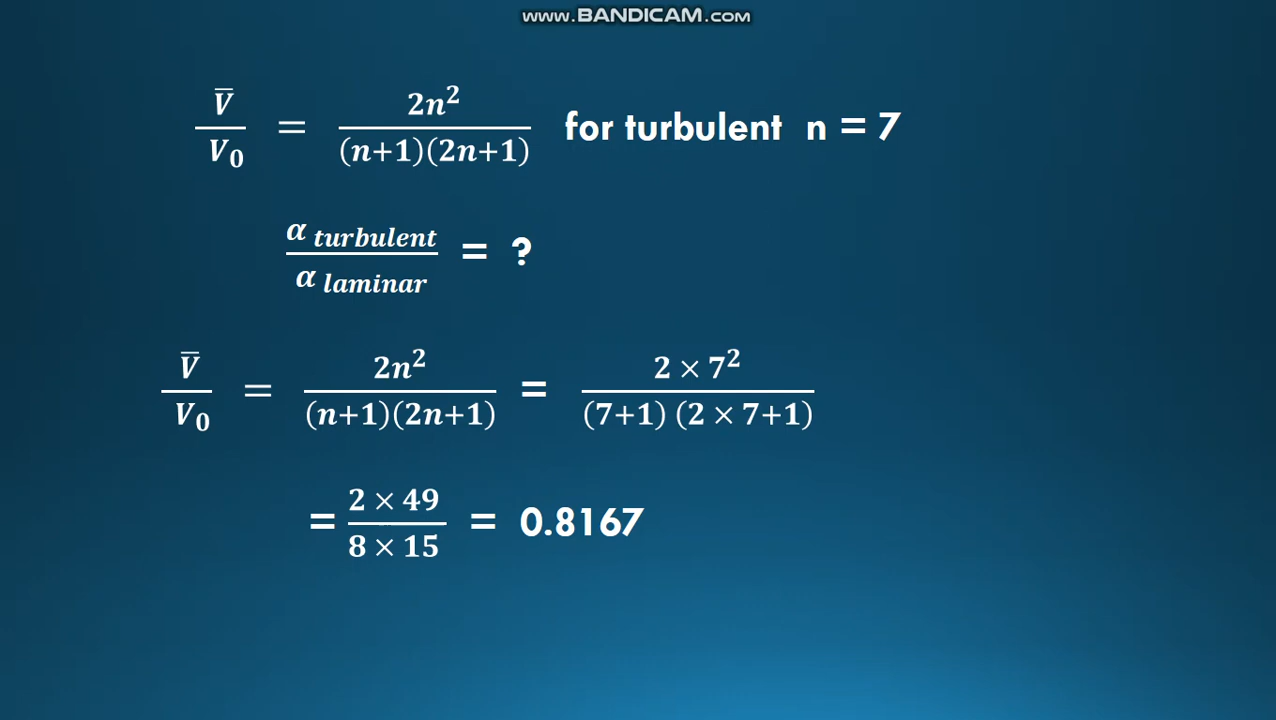 www.BANDICAM.com
V̅/V₀ = 2n²/((n+1)(2n+1)) for turbulent n = 7
α turbulent/α laminar = ?
V̅/V₀ = 2n²/((n+1)(2n+1)) = (2 × 7²)/((7+1) (2 × 7+1))
= (2 × 49)/(8 × 15) = 0.8167